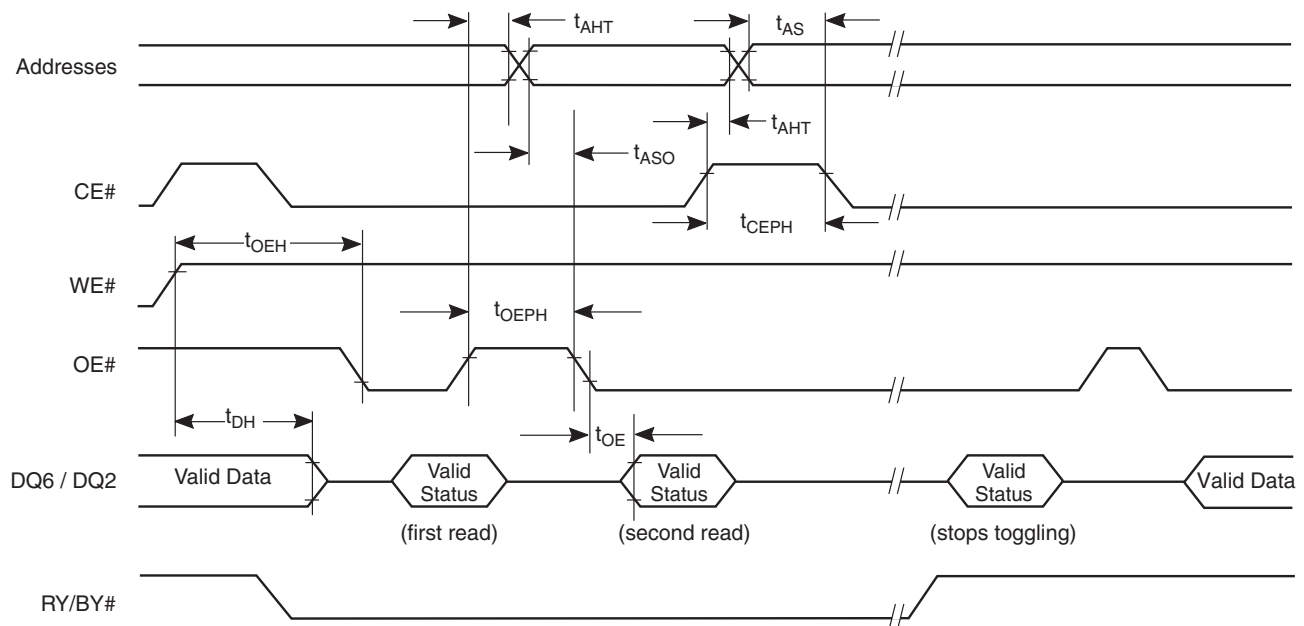 tAHT
tAS
Addresses
tAHT
tASO
CE#
tCEPH
tOEH
WE#
tOEPH
OE#
tDH
tOE
DQ6 / DQ2
Valid Data
Valid
Status
Valid
Status
Valid
Status
Valid Data
(first read)
(second read)
(stops toggling)
RY/BY#